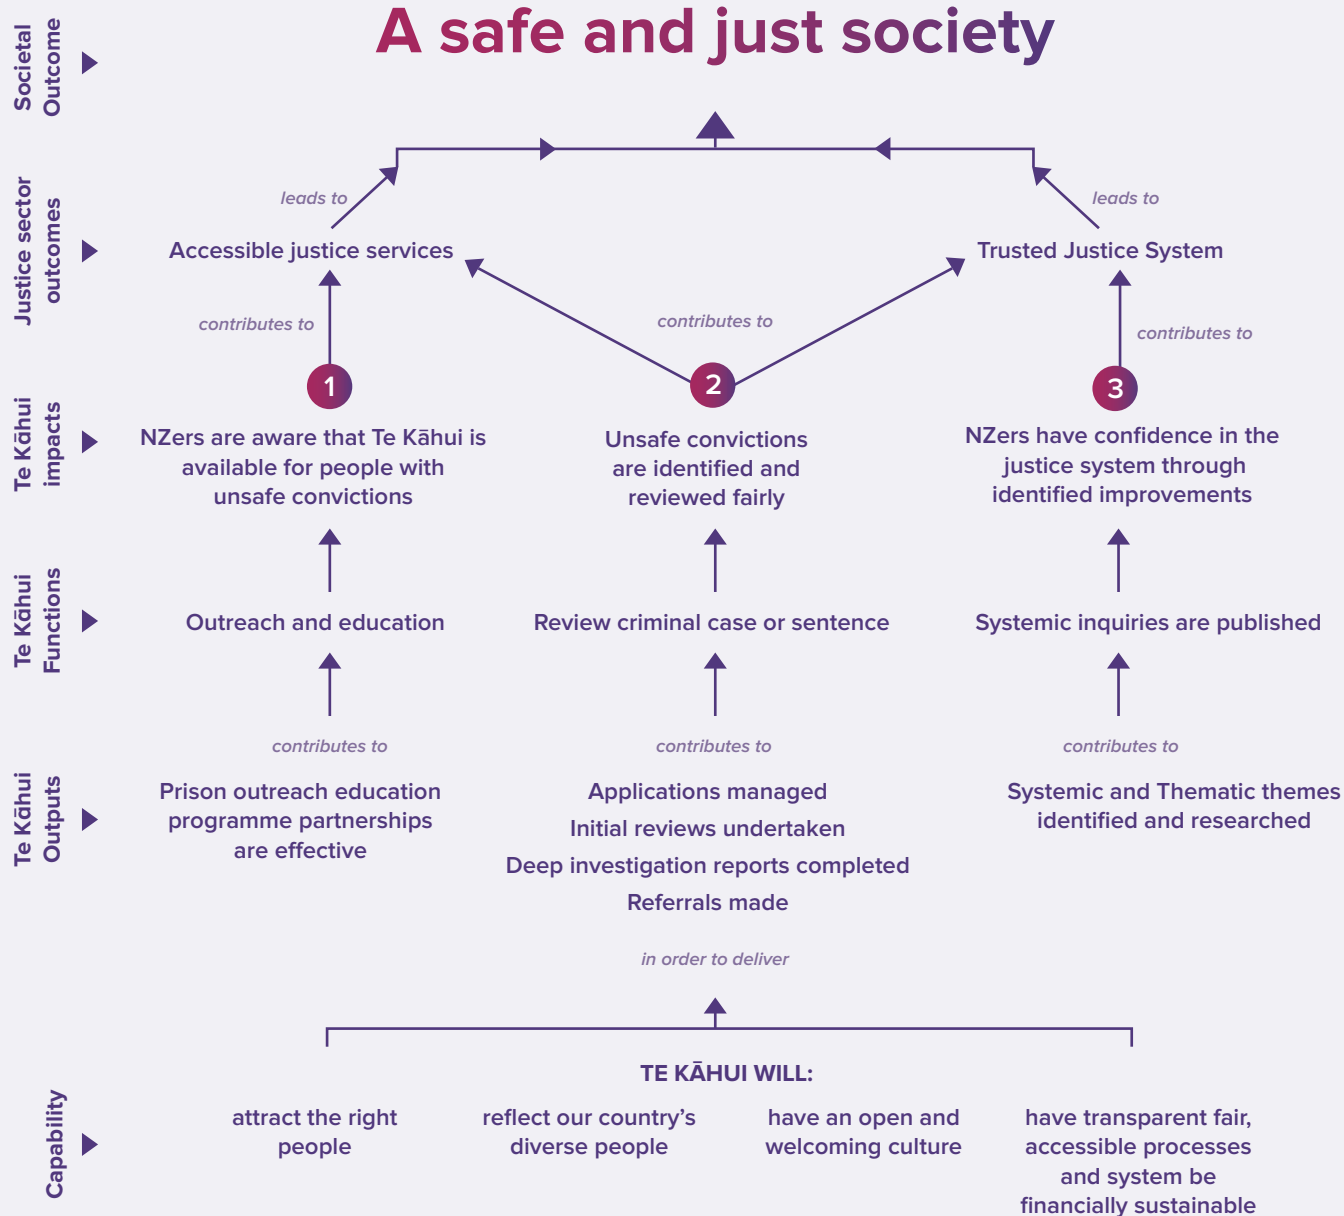 Societal
Outcome
A safe and just society
Justice sector
outcomes
leads to
leads to
Accessible justice services
Trusted Justice System
contributes to
contributes to
contributes to
Te Kāhui
impacts
1
2
3
NZers are aware that Te Kāhui is
available for people with
unsafe convictions
Unsafe convictions
are identified and
reviewed fairly
NZers have confidence in the
justice system through
identified improvements
Te Kāhui
Functions
Outreach and education
Review criminal case or sentence
Systemic inquiries are published
Te Kāhui
Outputs
contributes to
Prison outreach education
programme partnerships
are effective
contributes to
Applications managed
Initial reviews undertaken
Deep investigation reports completed
Referrals made
contributes to
Systemic and Thematic themes
identified and researched
in order to deliver
Capability
TE KĀHUI WILL:
attract the right
people
reflect our country’s
diverse people
have an open and
welcoming culture
have transparent fair,
accessible processes
and system be
financially sustainable